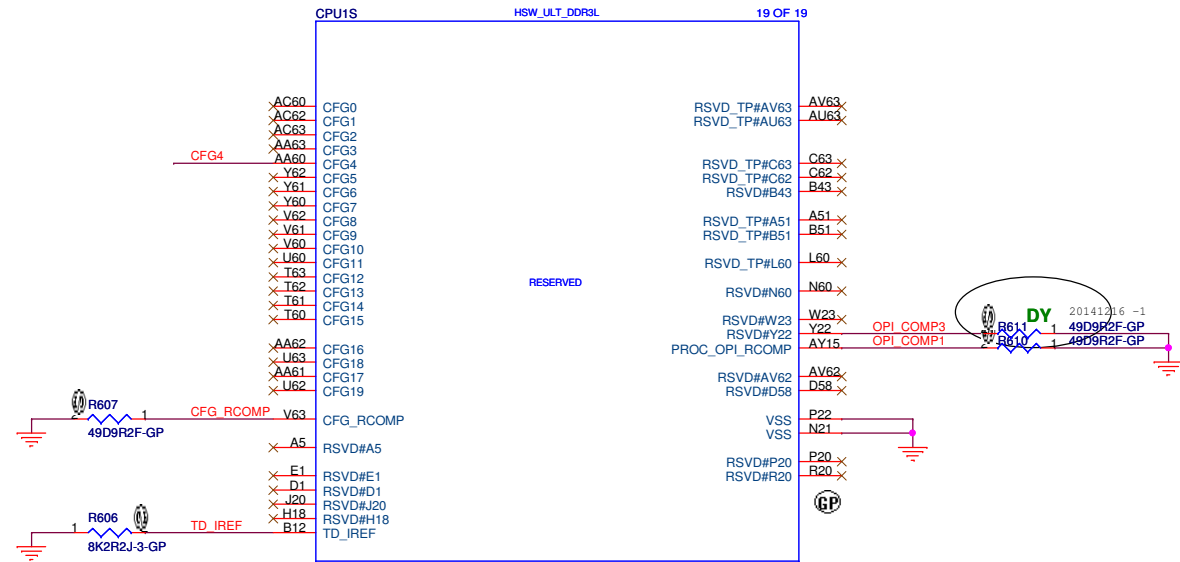 CPU1S HSW_ULT_DDR3L 19 OF 19
AC60 CFG0
AC62 CFG1
AC63 CFG2
AA63 CFG3
CFG4 AA60 CFG4
Y62 CFG5
Y61 CFG6
Y60 CFG7
V62 CFG8
V61 CFG9
V60 CFG10
U60 CFG11
T63 CFG12
T62 CFG13
T61 CFG14
T60 CFG15
AA62 CFG16
U63 CFG18
AA61 CFG17
U62 CFG19
R607
2 1 CFG_RCOMP V63 CFG_RCOMP
49D9R2F-GP
A5 RSVD#A5
E1 RSVD#E1
D1 RSVD#D1
J20 RSVD#J20
H18 RSVD#H18
R606
1 TD_IREF B12 TD_IREF
8K2R2J-3-GP
RESERVED
RSVD_TP#AV63 AV63
RSVD_TP#AU63 AU63
RSVD_TP#C63 C63
RSVD_TP#C62 C62
RSVD#B43 B43
RSVD_TP#A51 A51
RSVD_TP#B51 B51
RSVD_TP#L60 L60
RSVD#N60 N60
RSVD#W23 W23
DY 20141216 -1
RSVD#Y22 Y22 OPI_COMP3 R611 1 49D9R2F-GP
PROC_OPI_RCOMP AY15 OPI_COMP1 2 R610 1 49D9R2F-GP
RSVD#AV62 AV62
RSVD#D58 D58
VSS P22
VSS N21
RSVD#P20 P20
RSVD#R20 R20
GP